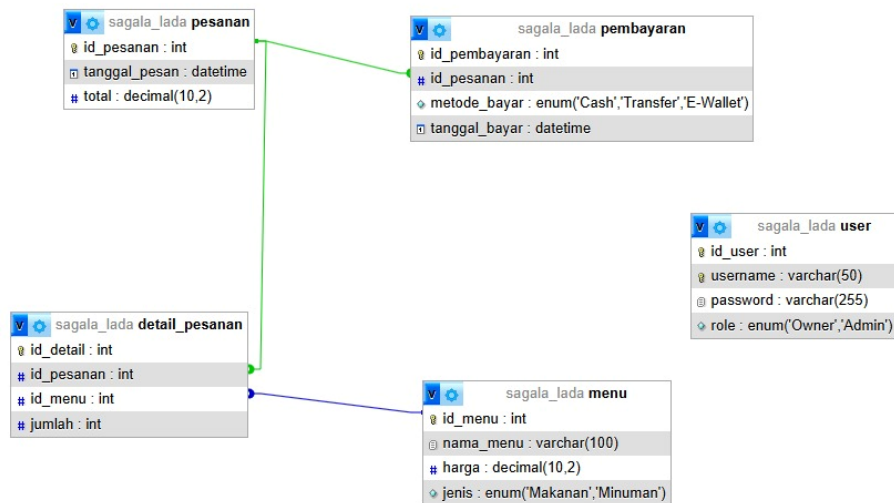 sagala_lada pesanan
id_pesanan : int
tanggal_pesan : datetime
total : decimal(10,2)
sagala_lada pembayaran
id_pembayaran : int
id_pesanan : int
metode_bayar : enum('Cash','Transfer','E-Wallet')
tanggal_bayar : datetime
sagala_lada user
id_user : int
username : varchar(50)
password : varchar(255)
role : enum('Owner','Admin')
sagala_lada detail_pesanan
id_detail : int
id_pesanan : int
id_menu : int
jumlah : int
sagala_lada menu
id_menu : int
nama_menu : varchar(100)
harga : decimal(10,2)
jenis : enum('Makanan','Minuman')